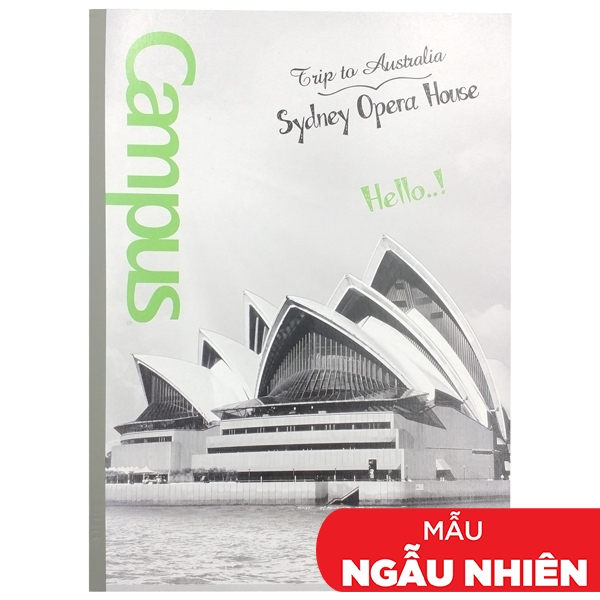 Campus
Trip to Australia
Sydney Opera House
Hello..!
MẪU
NGẪU NHIÊN